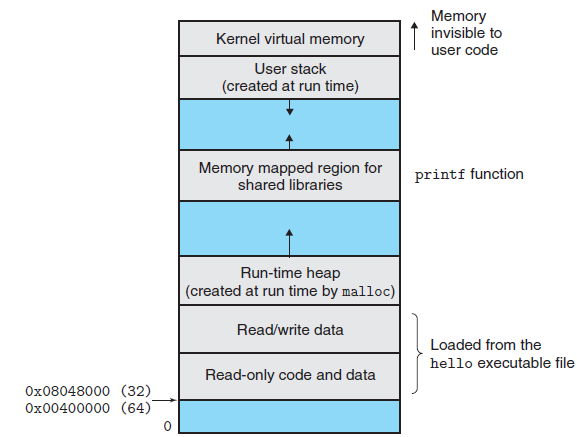 Memory
invisible to
user code
Kernel virtual memory
User stack
(created at run time)
Memory mapped region for
shared libraries
printf function
Run-time heap
(created at run time by malloc)
Read/write data
Loaded from the
hello executable file
Read-only code and data
0x08048000 (32)
0x00400000 (64)
0